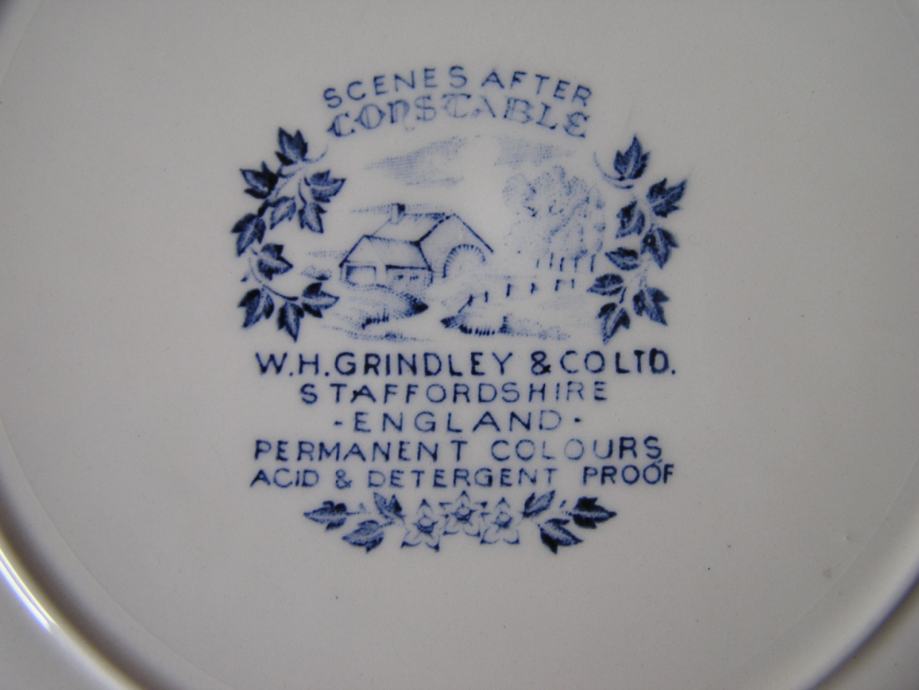 SCENES AFTER
CONSTABLE
W.H.GRINDLEY & CO LTD.
STAFFORDSHIRE
-ENGLAND-
PERMANENT COLOURS
ACID & DETERGENT PROOF